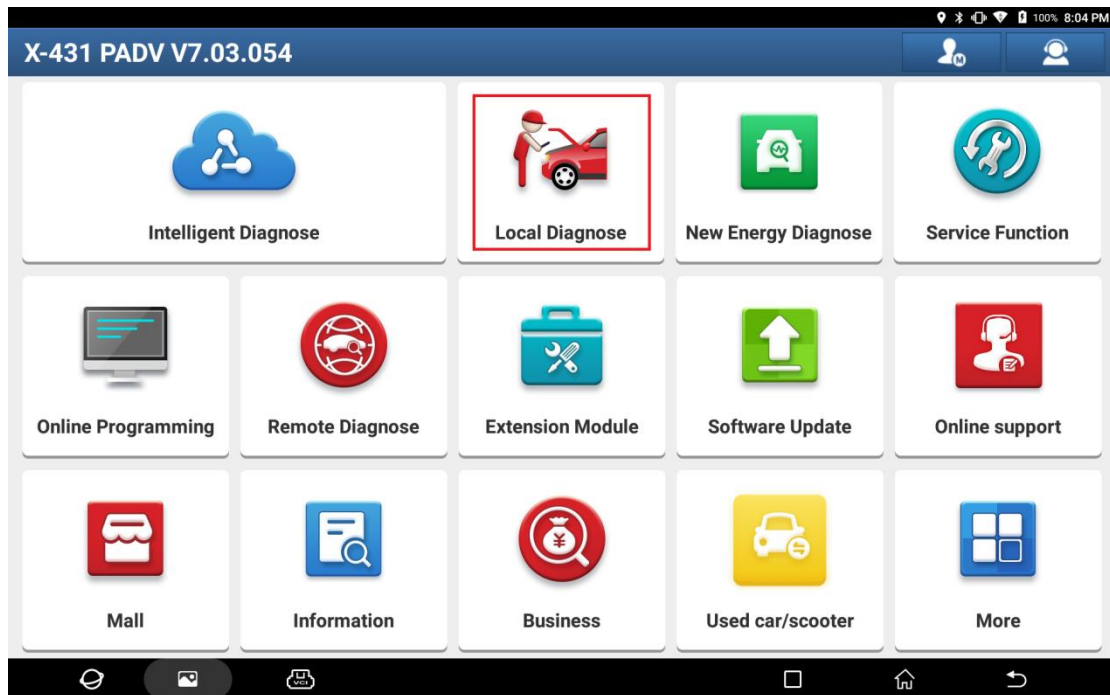 100% 8:04 PM
X-431 PADV V7.03.054
M
Intelligent Diagnose
Local Diagnose
New Energy Diagnose
Service Function
Online Programming
Remote Diagnose
Extension Module
Software Update
Online support
¥
Mall
Information
Business
Used car/scooter
More
VCI